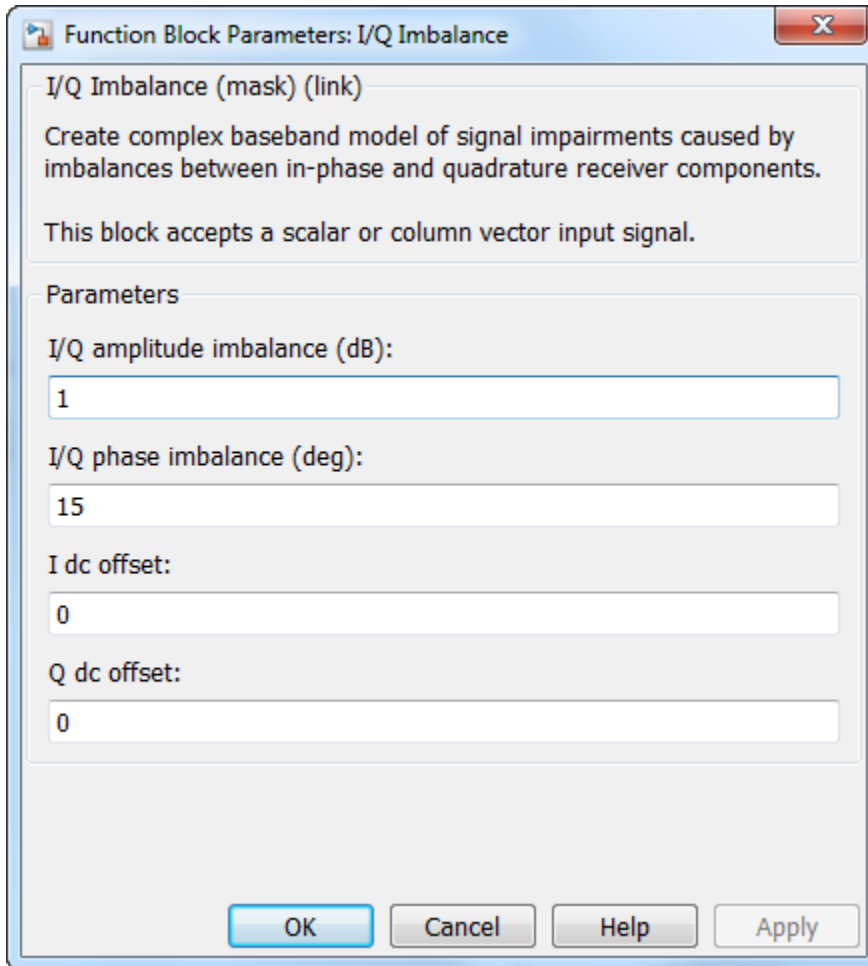 Function Block Parameters: I/Q Imbalance
I/Q Imbalance (mask) (link)
Create complex baseband model of signal impairments caused by
imbalances between in-phase and quadrature receiver components.
This block accepts a scalar or column vector input signal.
Parameters
I/Q amplitude imbalance (dB):
1
I/Q phase imbalance (deg):
15
I dc offset:
0
Q dc offset:
0
OK Cancel Help Apply